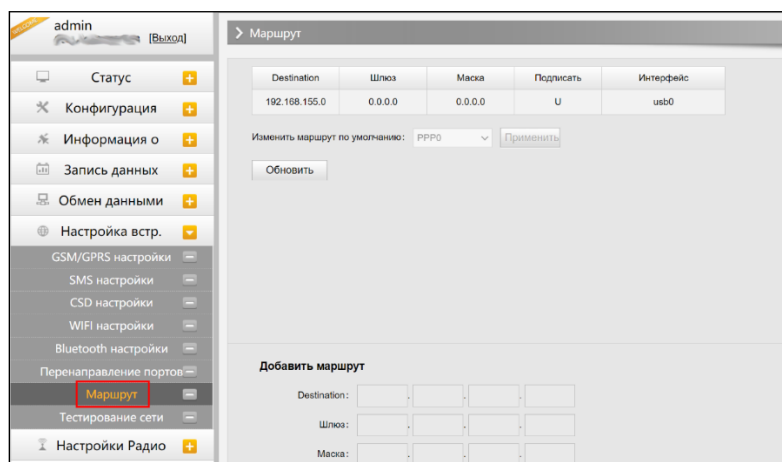 WELCOME
admin
[Выход]
Маршрут
Статус
Конфигурация
Информация о
Запись данных
Обмен данными
Настройка встр.
GSM/GPRS настройки
SMS настройки
CSD настройки
WIFI настройки
Bluetooth настройки
Перенаправление портов
Маршрут
Тестирование сети
Настройки Радио
Destination Шлюз Маска Подписать Интерфейс
192.168.155.0 0.0.0.0 0.0.0.0 U usb0
Изменить маршрут по умолчанию: PPP0 Применить
Обновить
Добавить маршрут
Destination: . . .
Шлюз: . . .
Маска: . . .